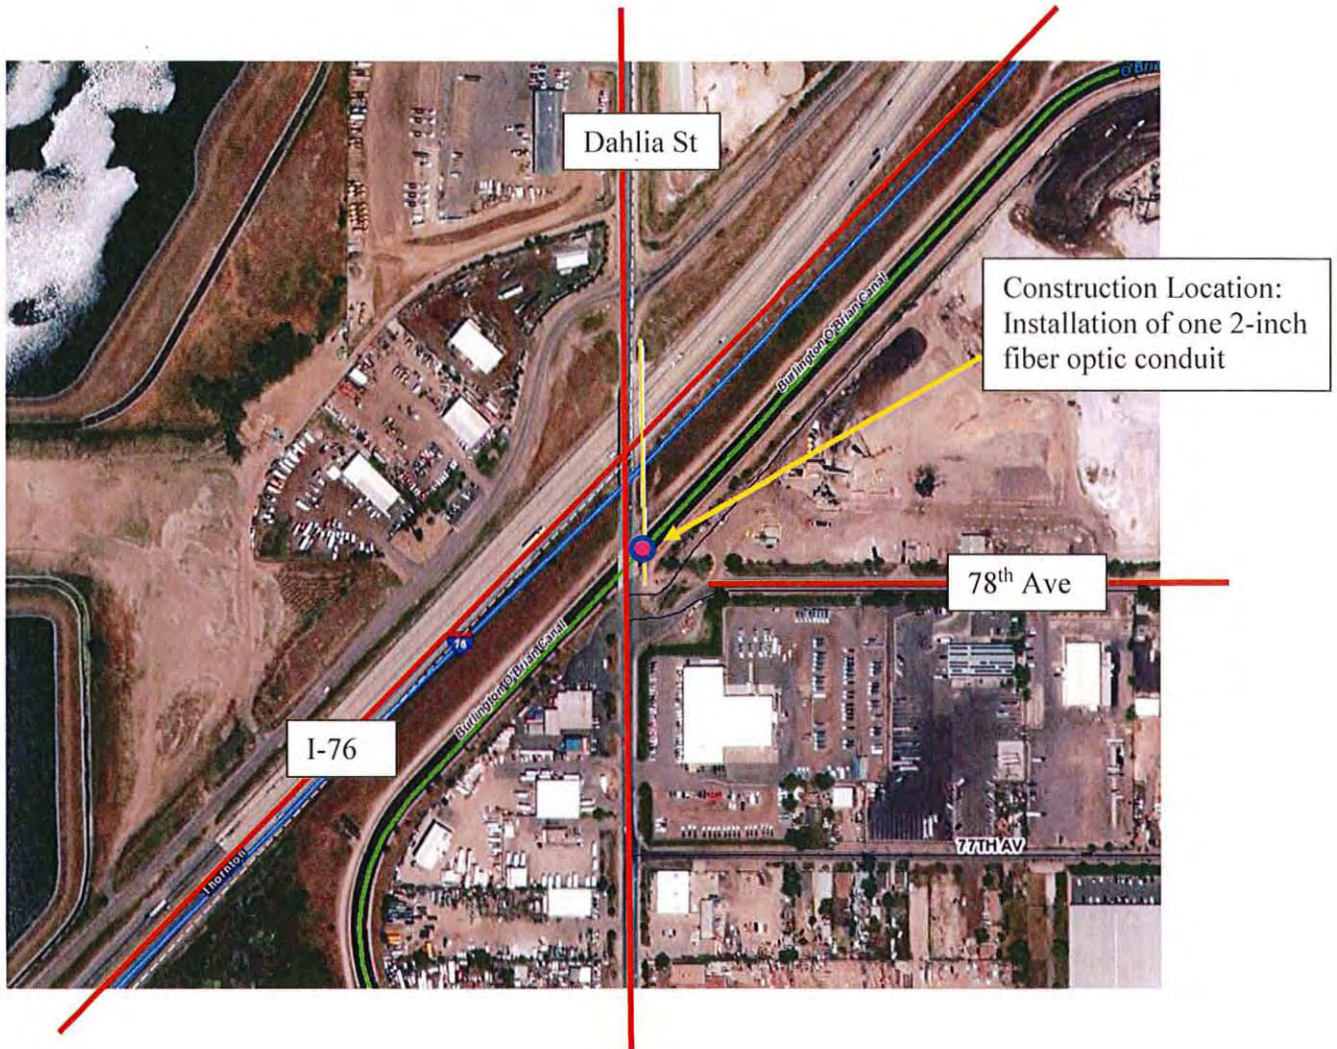 O'Bri
Dahlia St
Construction Location:
Installation of one 2-inch
fiber optic conduit
Burlington O'Brian Canal
78th Ave
76
Burlington O'Brian Canal
I-76
77TH AV
Thornton